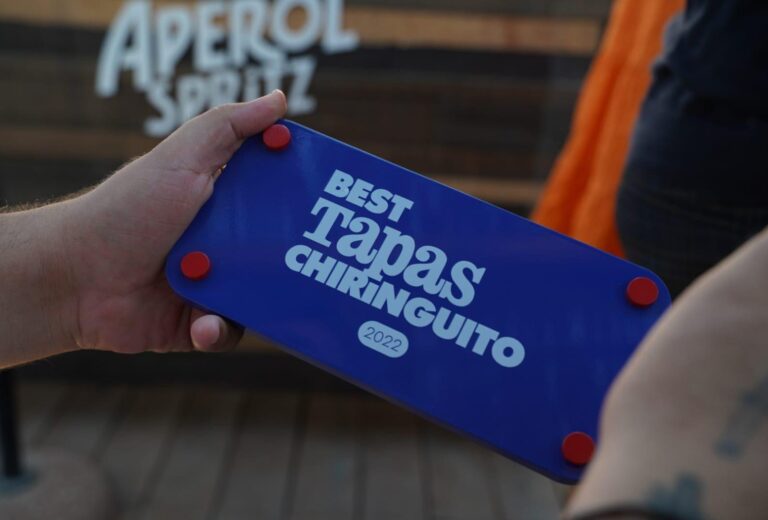 APEROL
SPRITZ
BEST
Tapas
CHIRINGUITO
2022